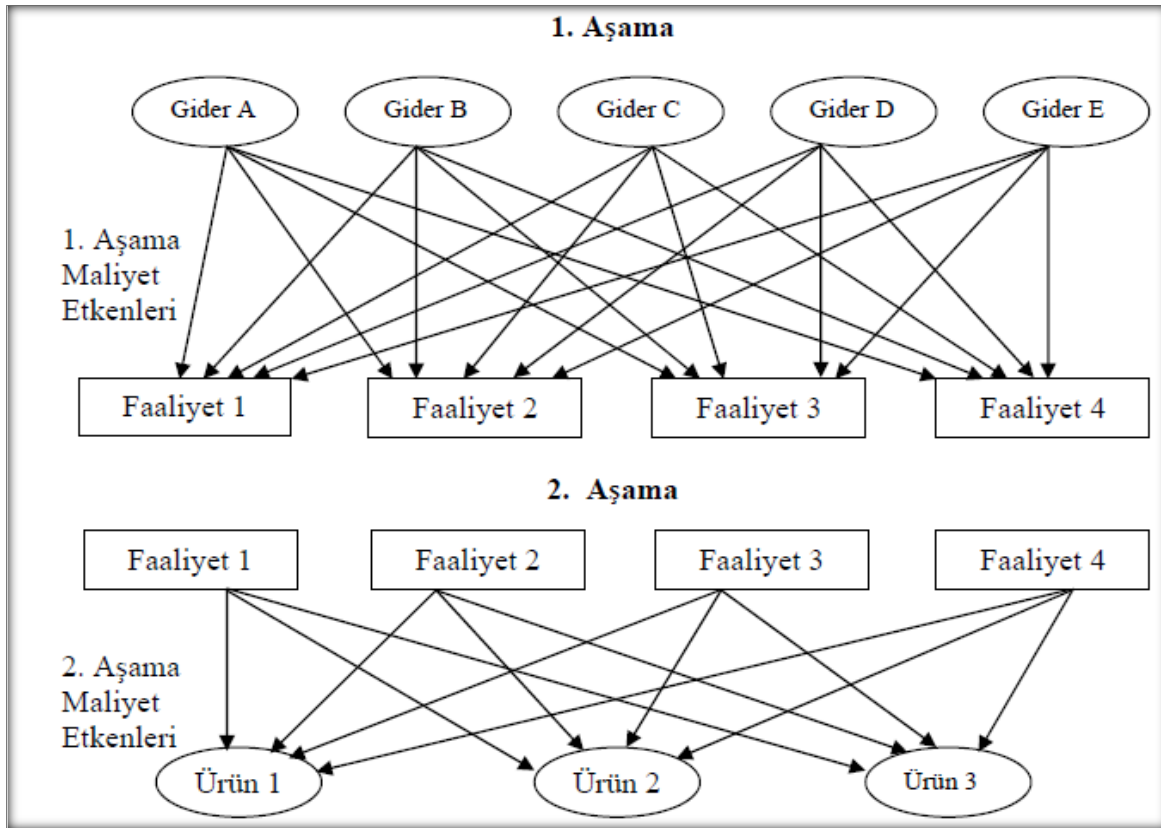 1. Aşama
Gider A
Gider B
Gider C
Gider D
Gider E
1. Aşama
Maliyet
Etkenleri
Faaliyet 1
Faaliyet 2
Faaliyet 3
Faaliyet 4
2. Aşama
Faaliyet 1
Faaliyet 2
Faaliyet 3
Faaliyet 4
2. Aşama
Maliyet
Etkenleri
Ürün 1
Ürün 2
Ürün 3